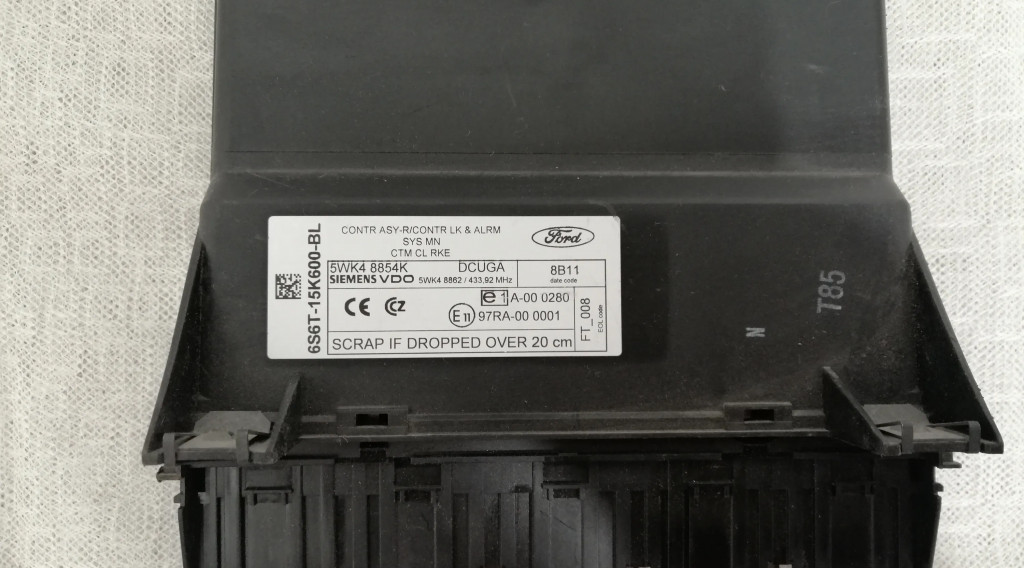 6S6T-15K600-BL
CONTR ASY-R/CONTR LK & ALRM
SYS MN
CTM CL RKE
Ford
5WK4 8854K DCUGA
SIEMENS VDO 5WK4 8862 / 433,92 MHz
8B11
date code
CE CZ
e 1 A-00 0280
E 11 97RA-00 0001
FT_008
EOL code
SCRAP IF DROPPED OVER 20 cm
N
T85